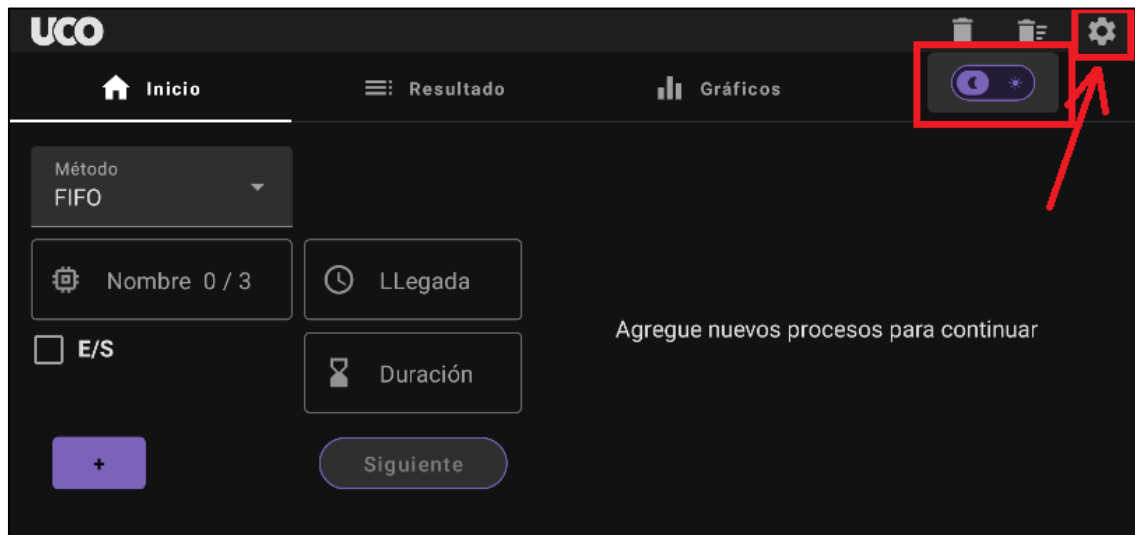 UCO
Inicio
Resultado
Gráficos
Método
FIFO
Nombre 0 / 3
LLegada
E/S
Duración
Agregue nuevos procesos para continuar
+
Siguiente